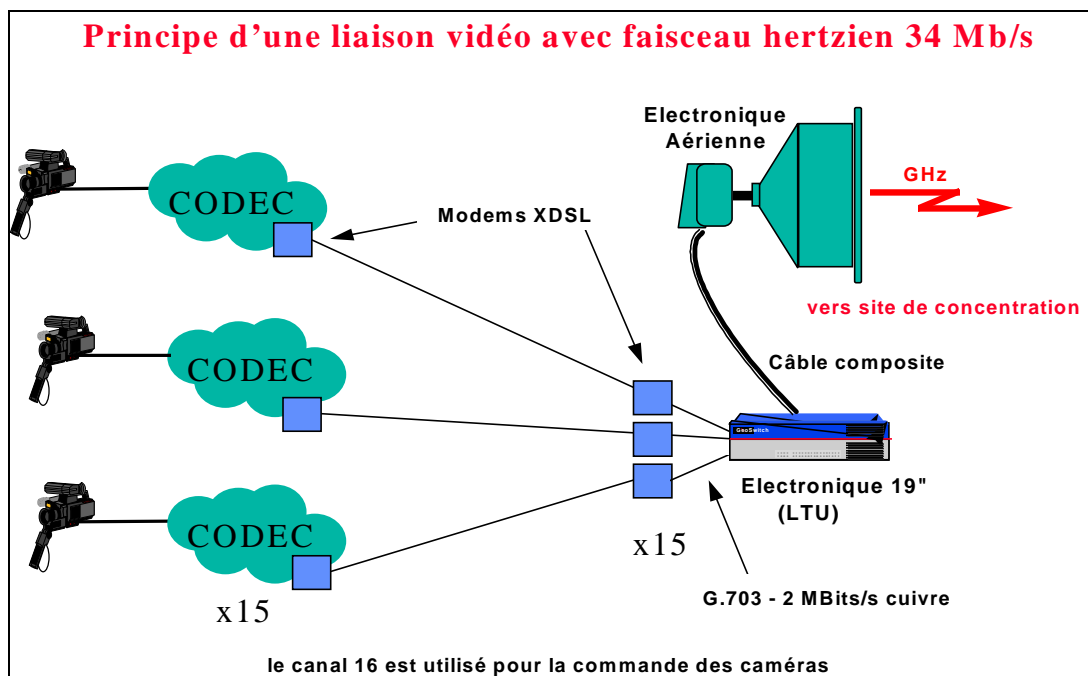 Principe d'une liaison vidéo avec faisceau hertzien 34 Mb/s
Electronique
Aérienne
GHz
CODEC
Modems XDSL
vers site de concentration
CODEC
Câble composite
GeoSwitch
Electronique 19"
(LTU)
CODEC
x15
x15
G.703 - 2 MBits/s cuivre
le canal 16 est utilisé pour la commande des caméras